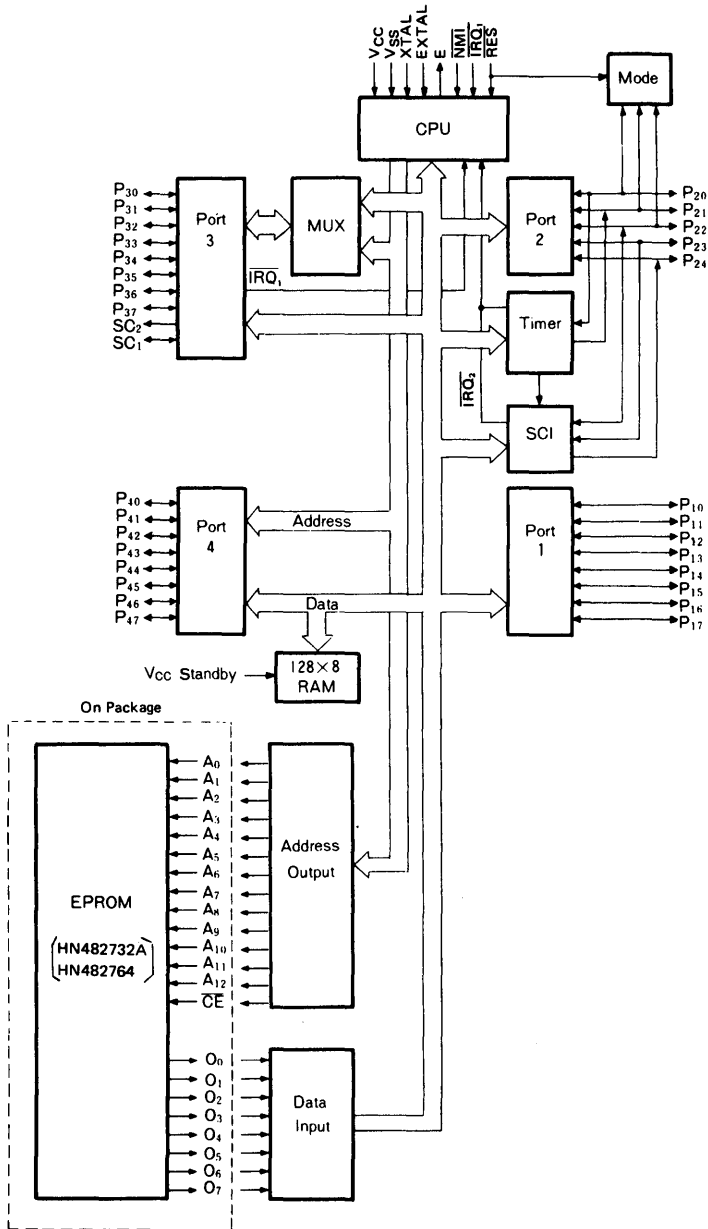 VCC
VSS
XTAL
EXTAL
E
NMI
IRQ₁
RES
Mode
CPU
P₃₀
P₃₁
P₃₂
P₃₃
P₃₄
P₃₅
P₃₆
P₃₇
SC₂
SC₁
Port
3
MUX
IRQ₁
Port
2
P₂₀
P₂₁
P₂₂
P₂₃
P₂₄
Timer
IRQ₂
SCI
P₄₀
P₄₁
P₄₂
P₄₃
P₄₄
P₄₅
P₄₆
P₄₇
Port
4
Address
Data
Port
1
P₁₀
P₁₁
P₁₂
P₁₃
P₁₄
P₁₅
P₁₆
P₁₇
Vcc Standby
128×8
RAM
On Package
EPROM
(HN482732A
HN482764)
A₀
A₁
A₂
A₃
A₄
A₅
A₆
A₇
A₈
A₉
A₁₀
A₁₁
A₁₂
CE
Address
Output
O₀
O₁
O₂
O₃
O₄
O₅
O₆
O₇
Data
Input